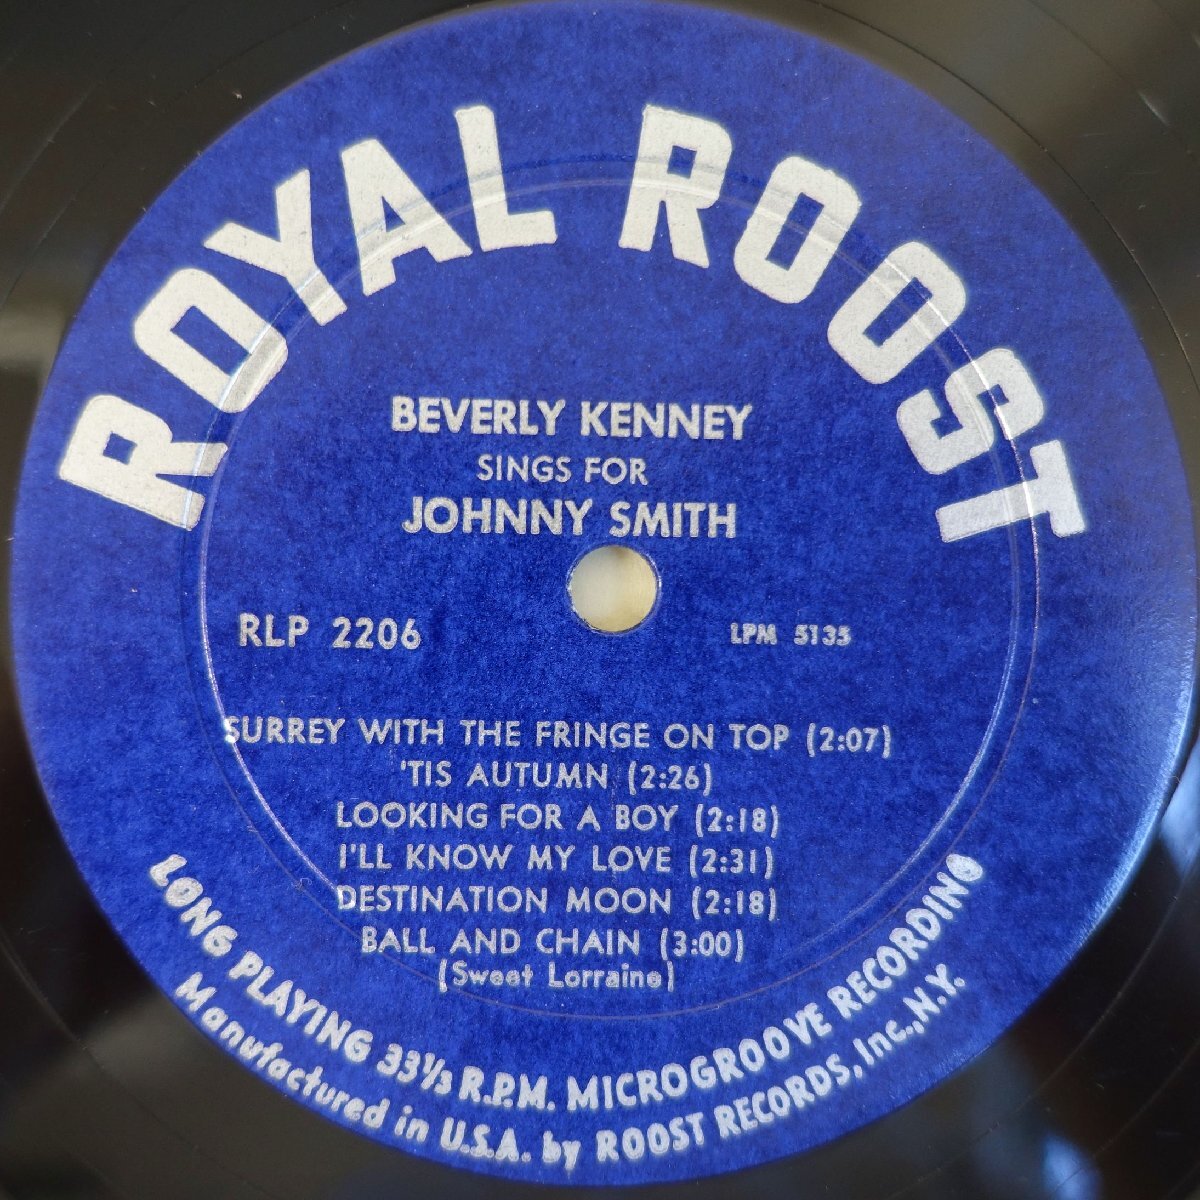 ROYAL ROOST
BEVERLY KENNEY
SINGS FOR
JOHNNY SMITH
RLP 2206
LPM 5135
SURREY WITH THE FRINGE ON TOP (2:07)
'TIS AUTUMN (2:26)
LOOKING FOR A BOY (2:18)
I'LL KNOW MY LOVE (2:31)
DESTINATION MOON (2:18)
BALL AND CHAIN (3:00)
(Sweet Lorraine)
LONG PLAYING 33⅓ R.P.M. MICROGROOVE RECORDING
Manufactured in U.S.A. by ROOST RECORDS, Inc., N.Y.